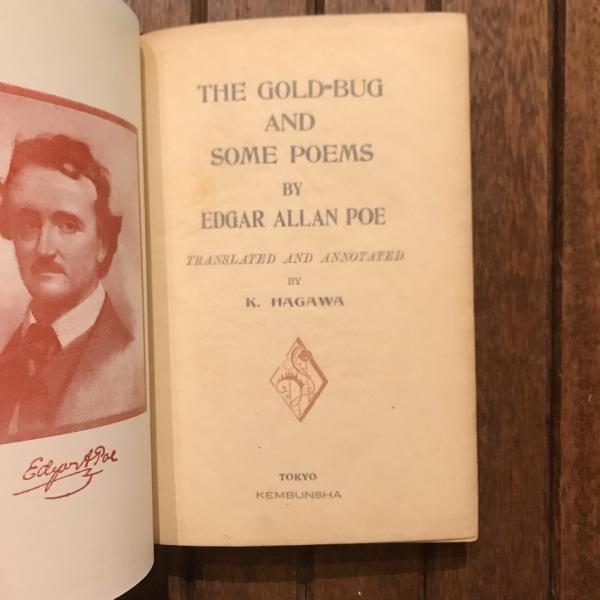 THE GOLD-BUG
AND
SOME POEMS
BY
EDGAR ALLAN POE
TRANSLATED AND ANNOTATED
BY
K. HAGAWA
TOKYO
KEMBUNSHA
Edgar A Poe